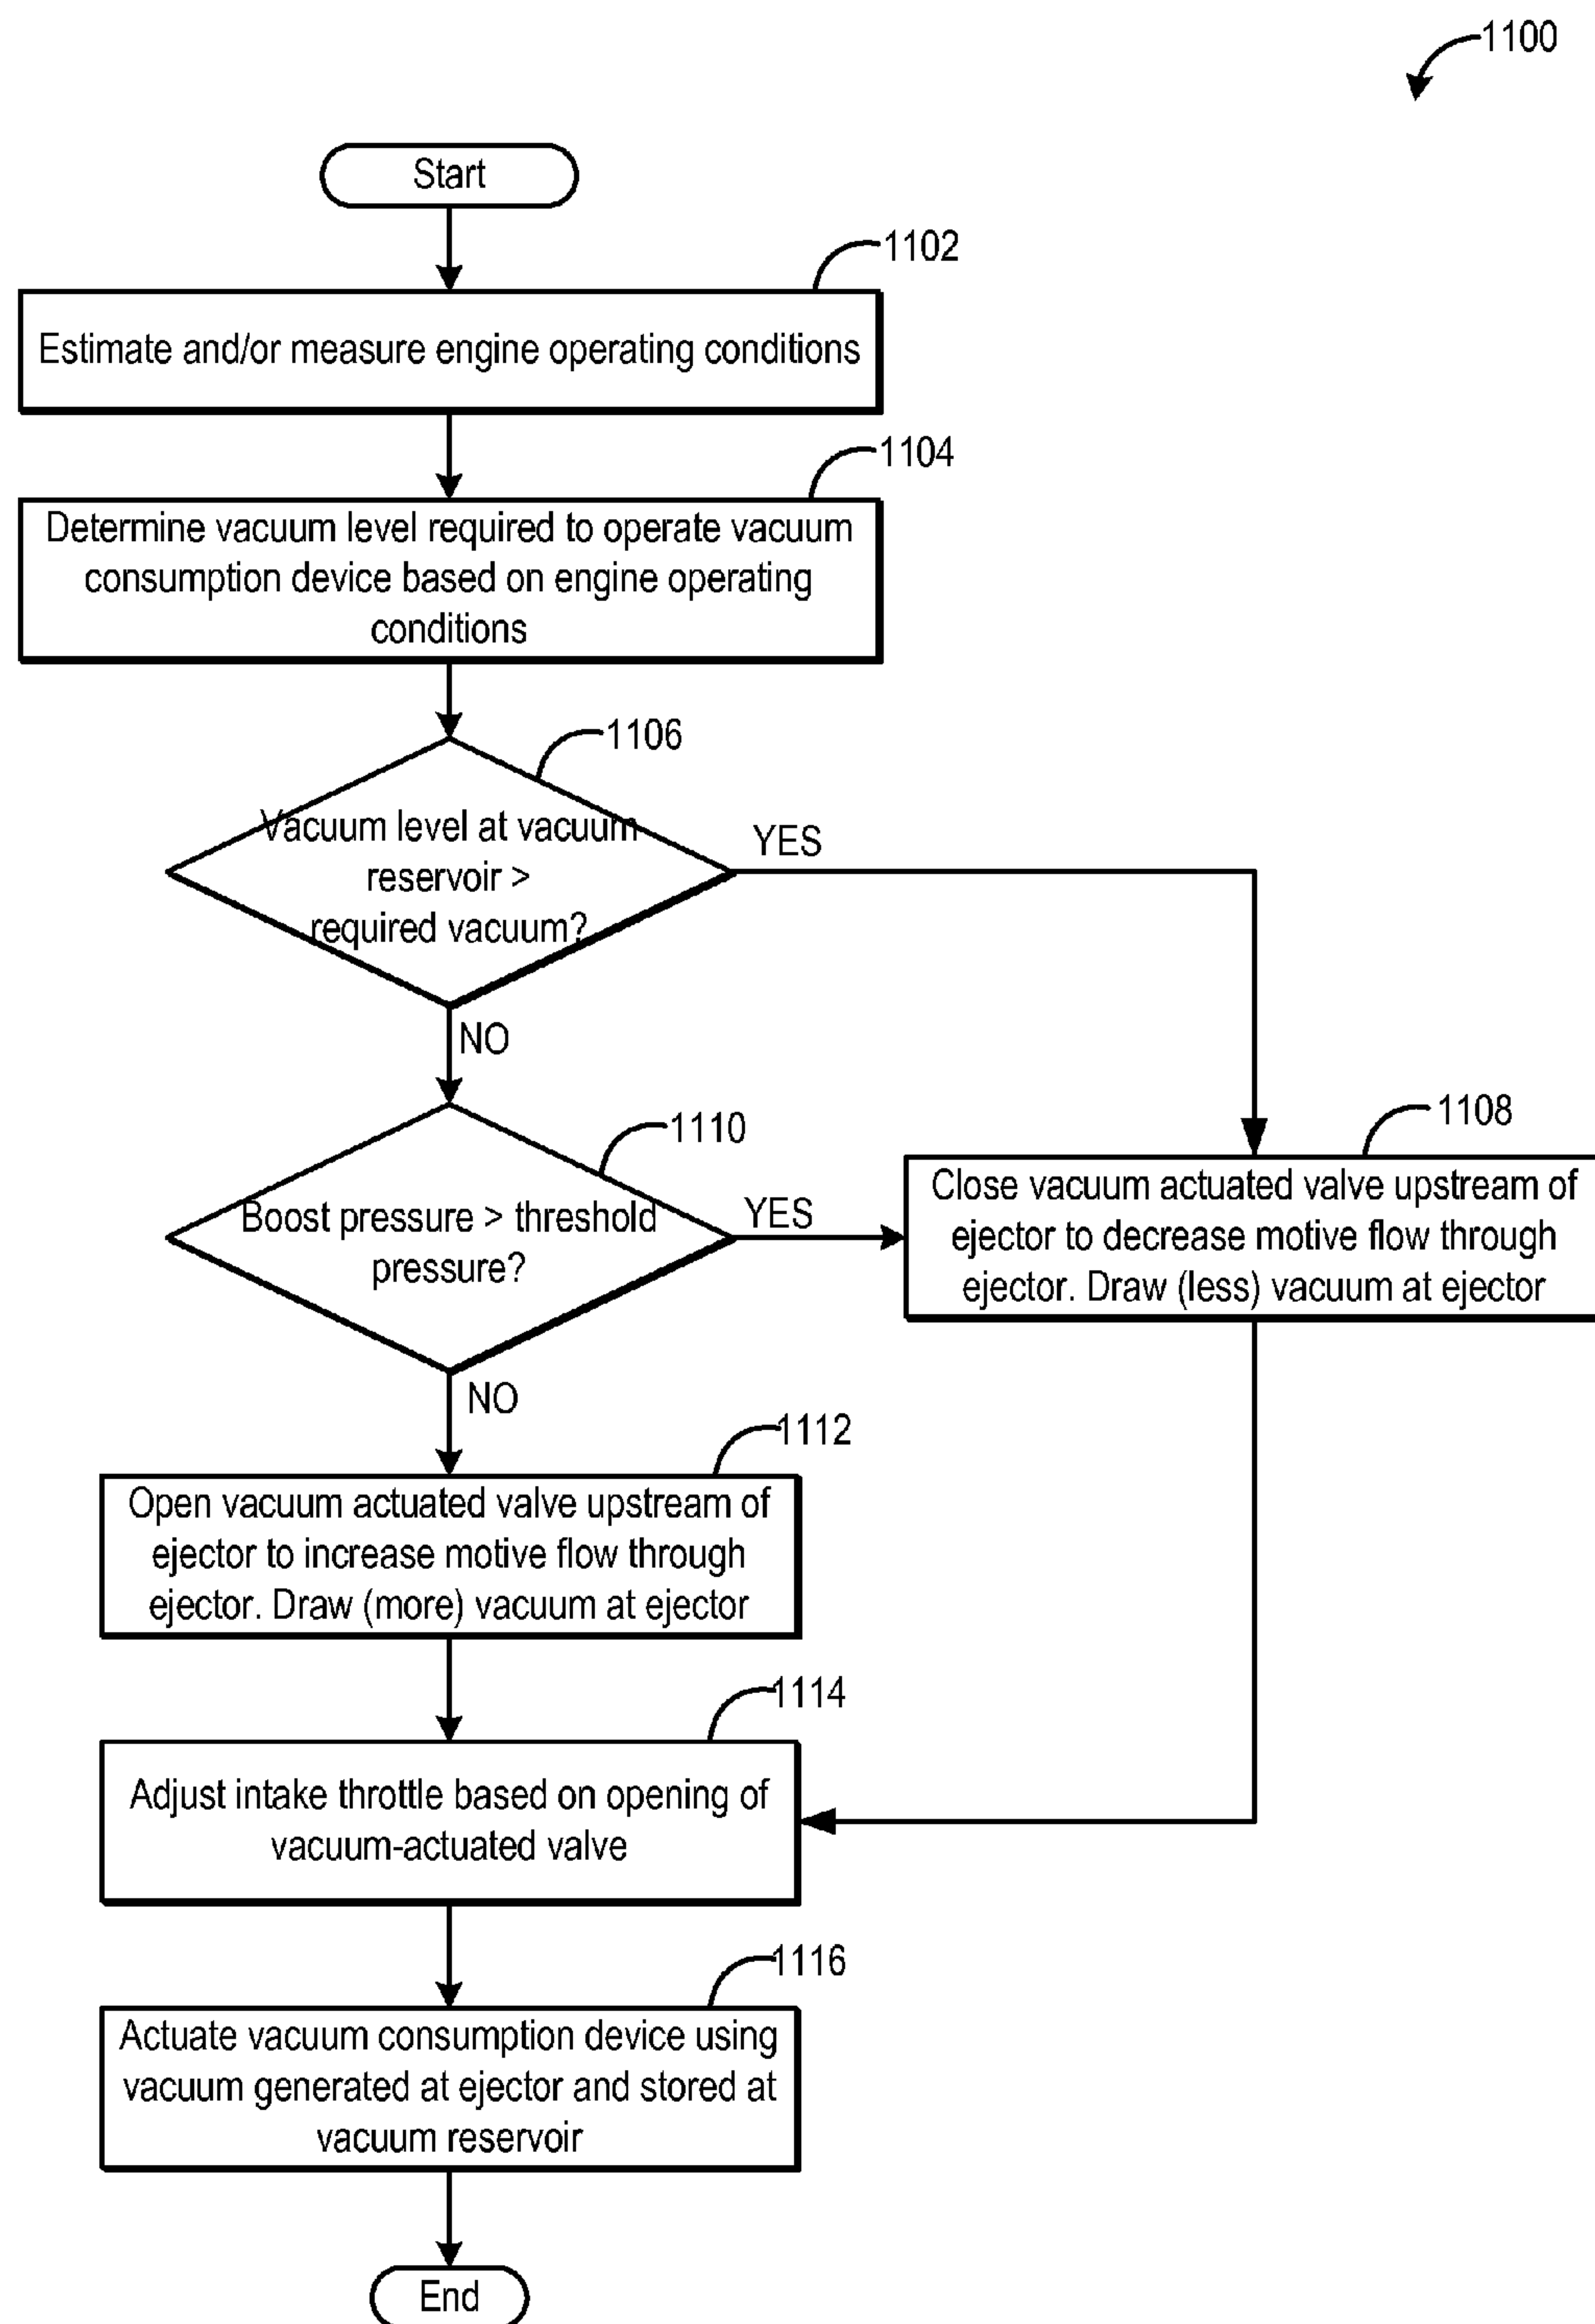 1100
Start
1102
Estimate and/or measure engine operating conditions
1104
Determine vacuum level required to operate vacuum
consumption device based on engine operating
conditions
1106
Vacuum level at vacuum
reservoir >
required vacuum?
YES
NO
1110
Boost pressure > threshold
pressure?
YES
NO
1108
Close vacuum actuated valve upstream of
ejector to decrease motive flow through
ejector. Draw (less) vacuum at ejector
1112
Open vacuum actuated valve upstream of
ejector to increase motive flow through
ejector. Draw (more) vacuum at ejector
1114
Adjust intake throttle based on opening of
vacuum-actuated valve
1116
Actuate vacuum consumption device using
vacuum generated at ejector and stored at
vacuum reservoir
End